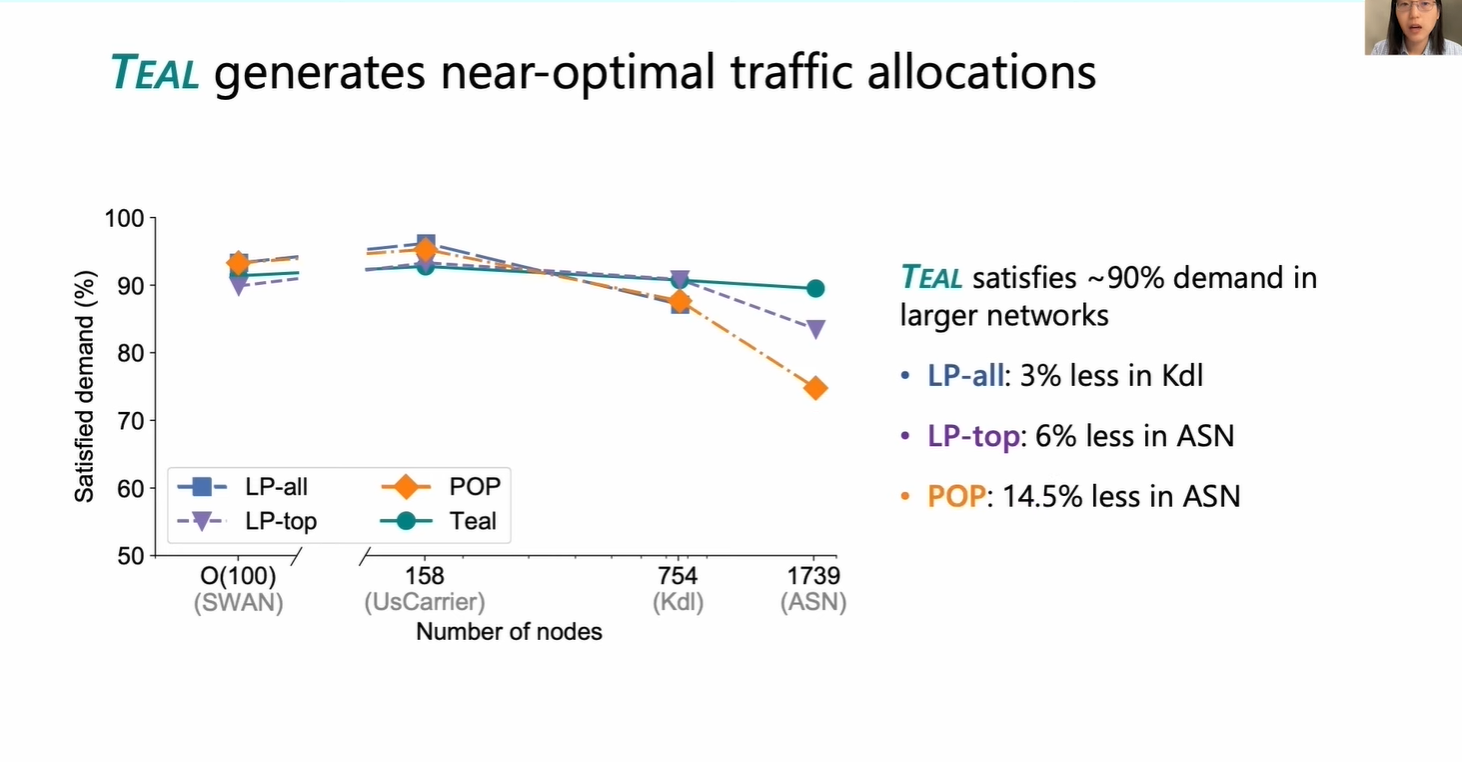 TEAL generates near-optimal traffic allocations
100
90
80
70
60
50
Satisfied demand (%)
LP-all
POP
LP-top
Teal
O(100)
158
754
1739
(SWAN)
(UsCarrier)
(Kdl)
(ASN)
Number of nodes
TEAL satisfies ~90% demand in
larger networks
• LP-all: 3% less in Kdl
• LP-top: 6% less in ASN
• POP: 14.5% less in ASN